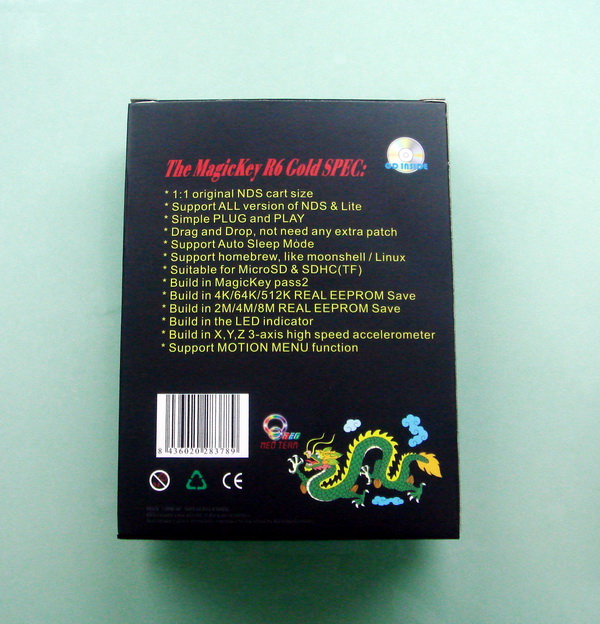 CD INSIDE
The MagicKey R6 Gold SPEC:
* 1:1 original NDS cart size
* Support ALL version of NDS & Lite
* Simple PLUG and PLAY
* Drag and Drop, not need any extra patch
* Support Auto Sleep Mode
* Support homebrew, like moonshell / Linux
* Suitable for MicroSD & SDHC(TF)
* Build in MagicKey pass2
* Build in 4K/64K/512K REAL EEPROM Save
* Build in 2M/4M/8M REAL EEPROM Save
* Build in the LED indicator
* Build in X,Y,Z 3-axis high speed accelerometer
* Support MOTION MENU function
8 436020 283789
NEO TEAM
CE